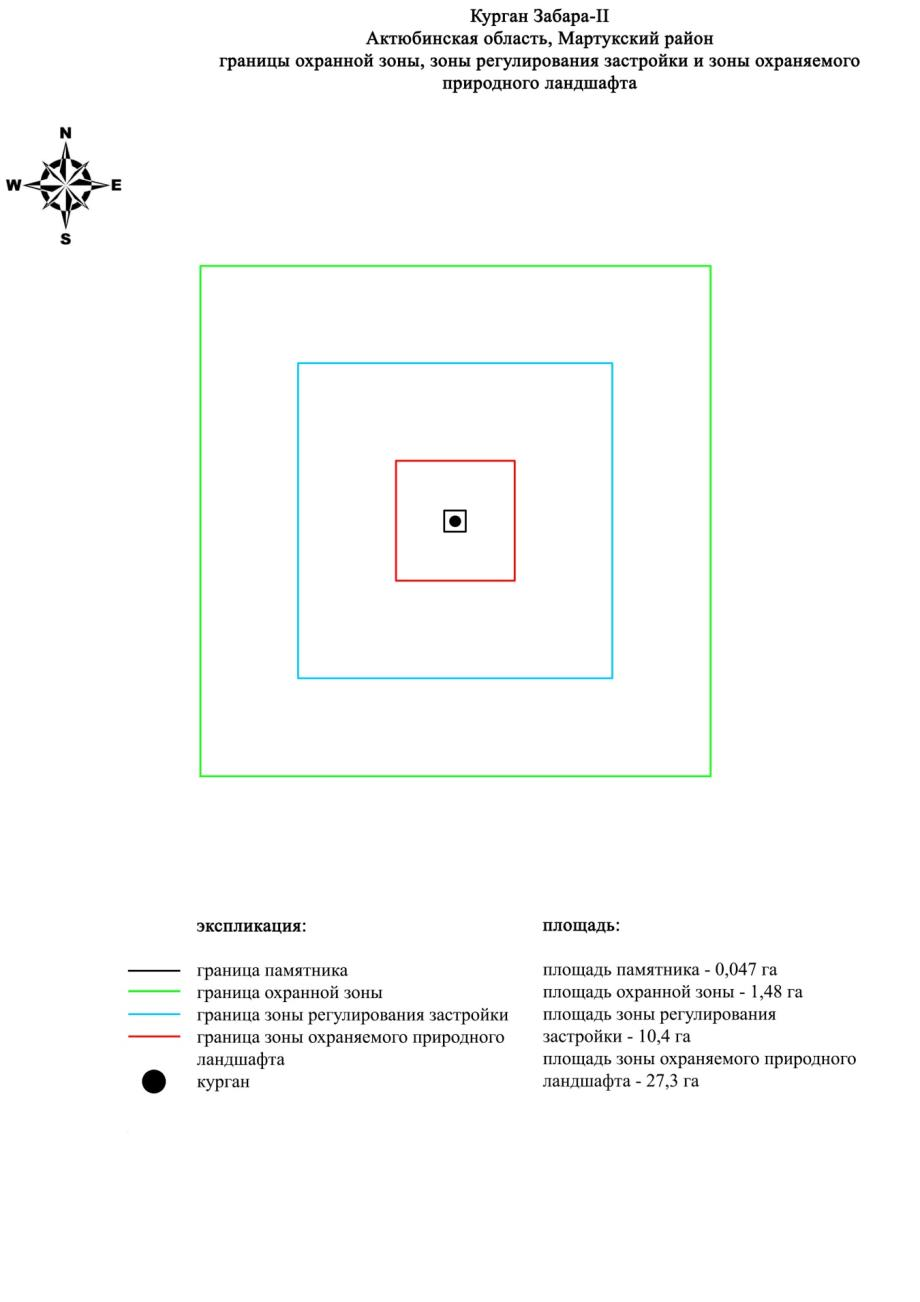 Курган Забара-II
Актюбинская область, Мартукский район
границы охранной зоны, зоны регулирования застройки и зоны охраняемого
природного ландшафта
N
W E
S
экспликация:
граница памятника
граница охранной зоны
граница зоны регулирования застройки
граница зоны охраняемого природного
ландшафта
курган
площадь:
площадь памятника - 0,047 га
площадь охранной зоны - 1,48 га
площадь зоны регулирования
застройки - 10,4 га
площадь зоны охраняемого природного
ландшафта - 27,3 га